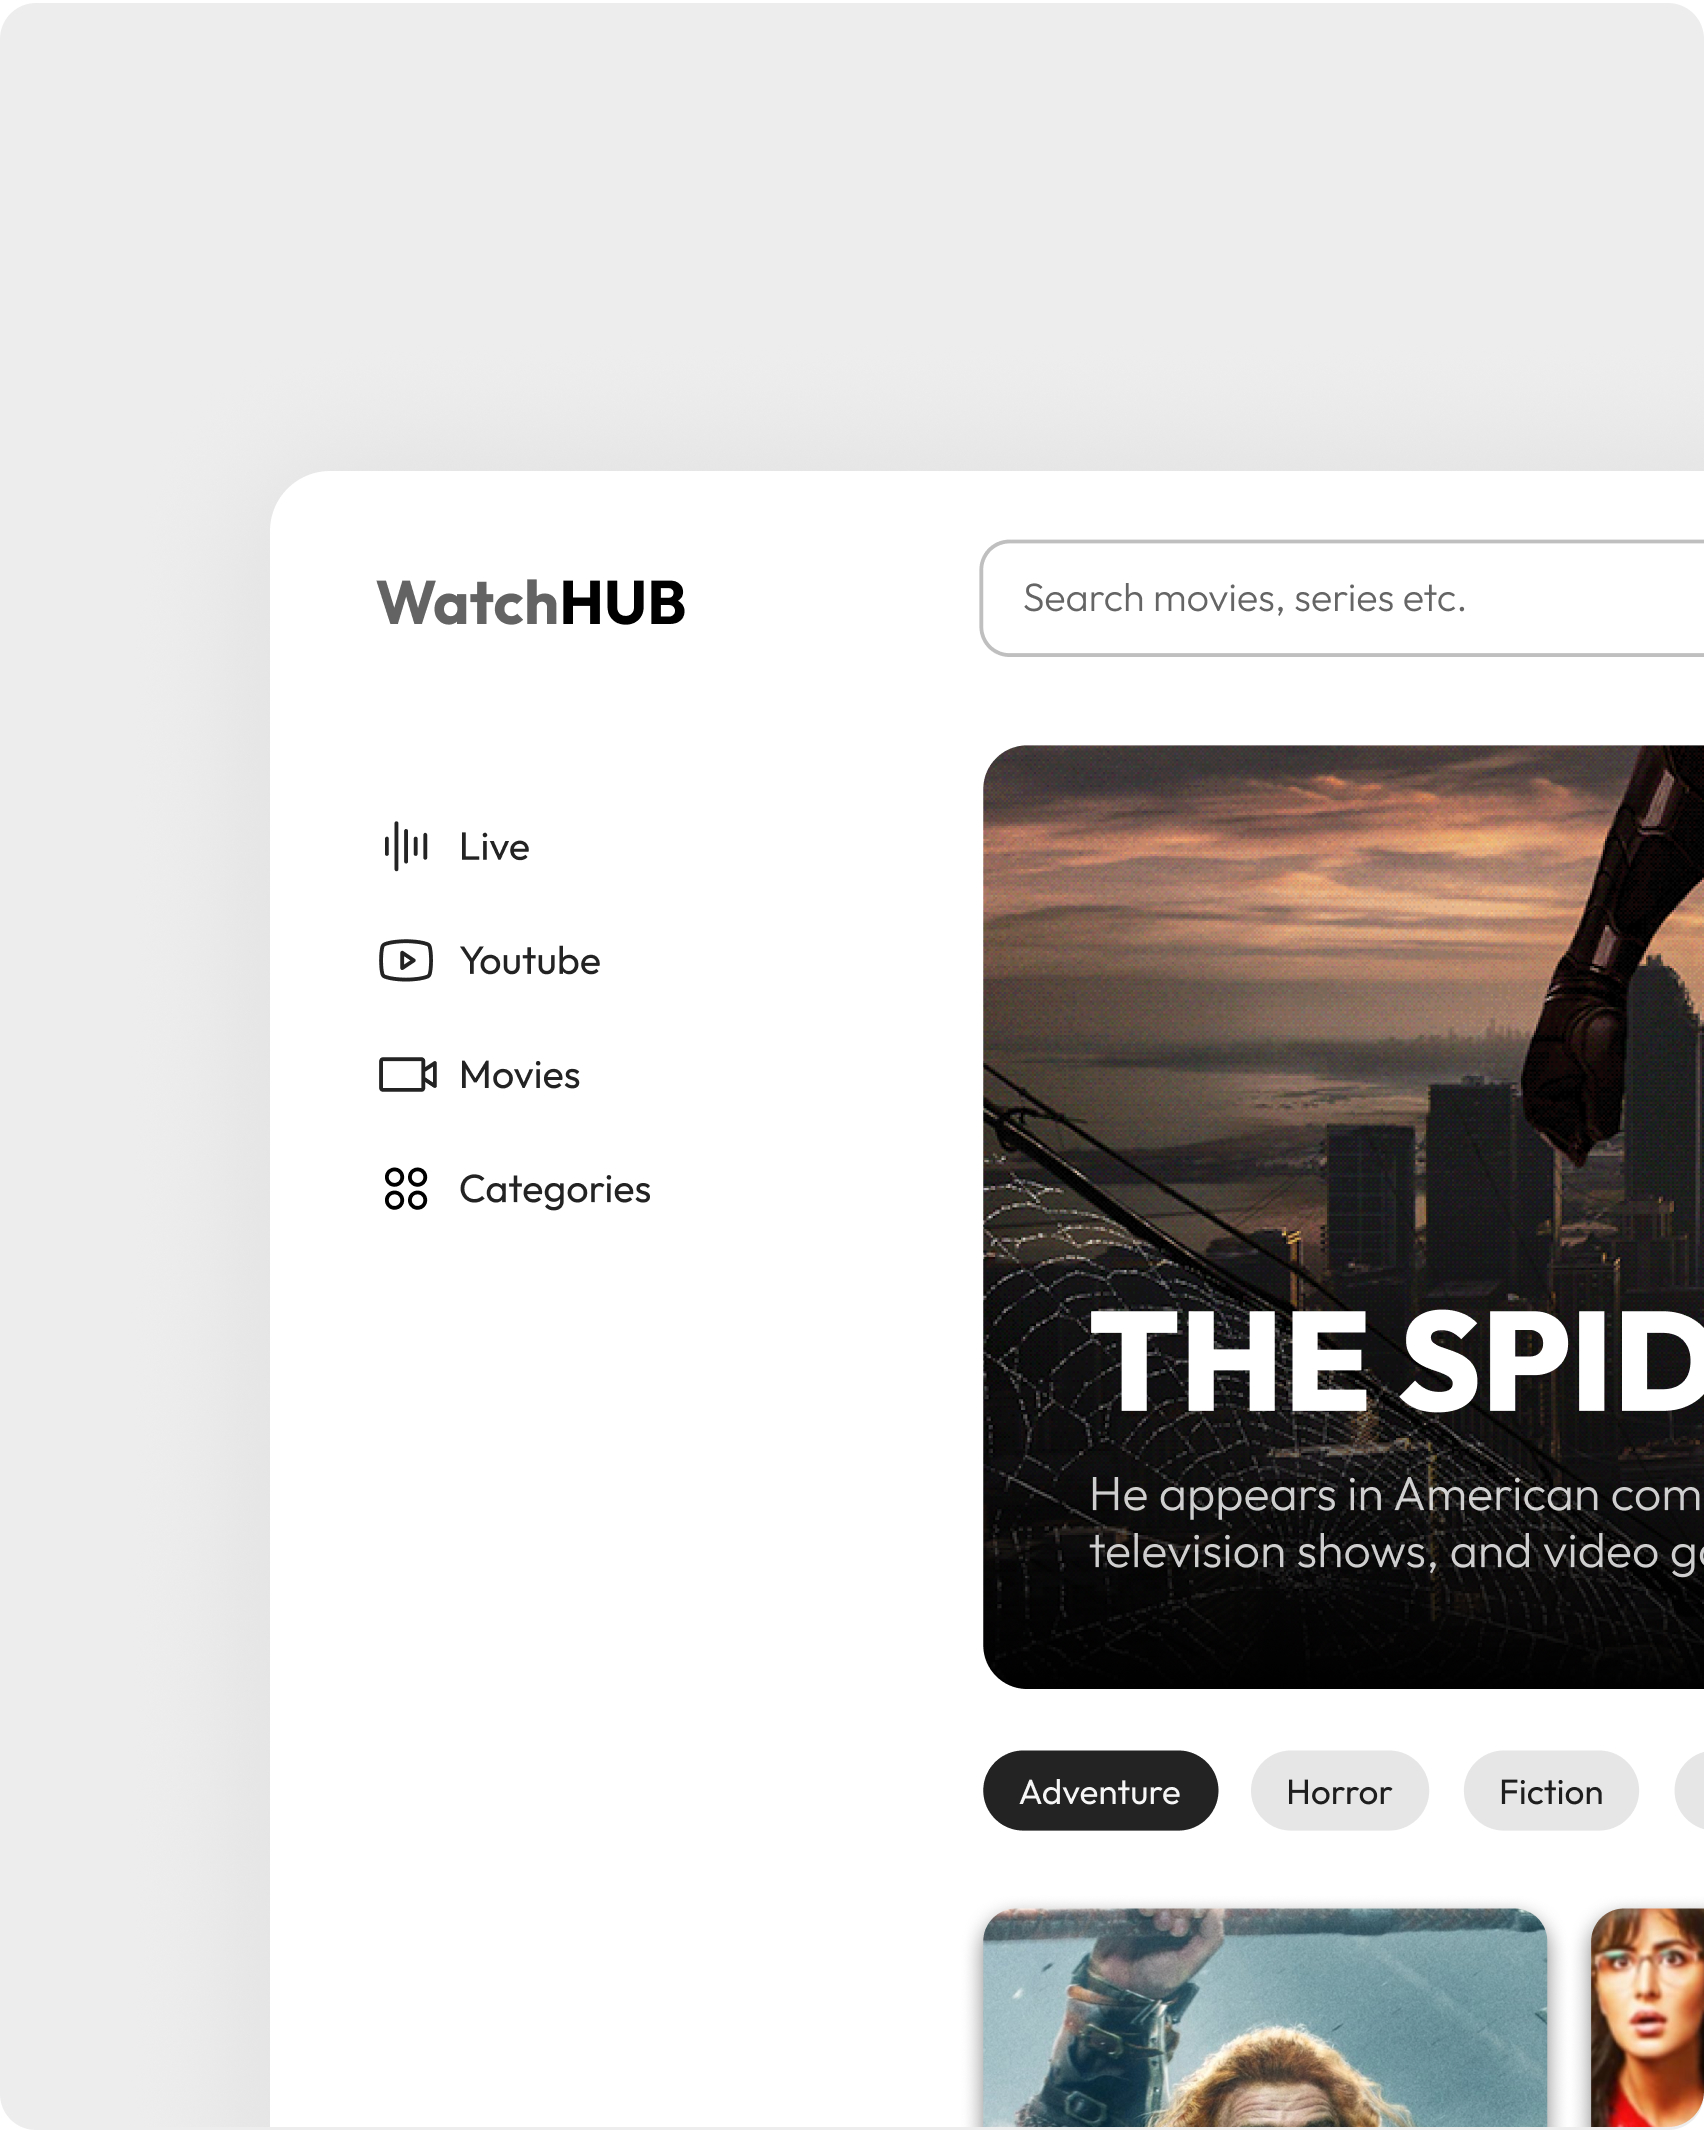 WatchHUB
Search movies, series etc.
Live
Youtube
Movies
Categories
THE SPID
He appears in American com
television shows, and video ga
Adventure
Horror
Fiction